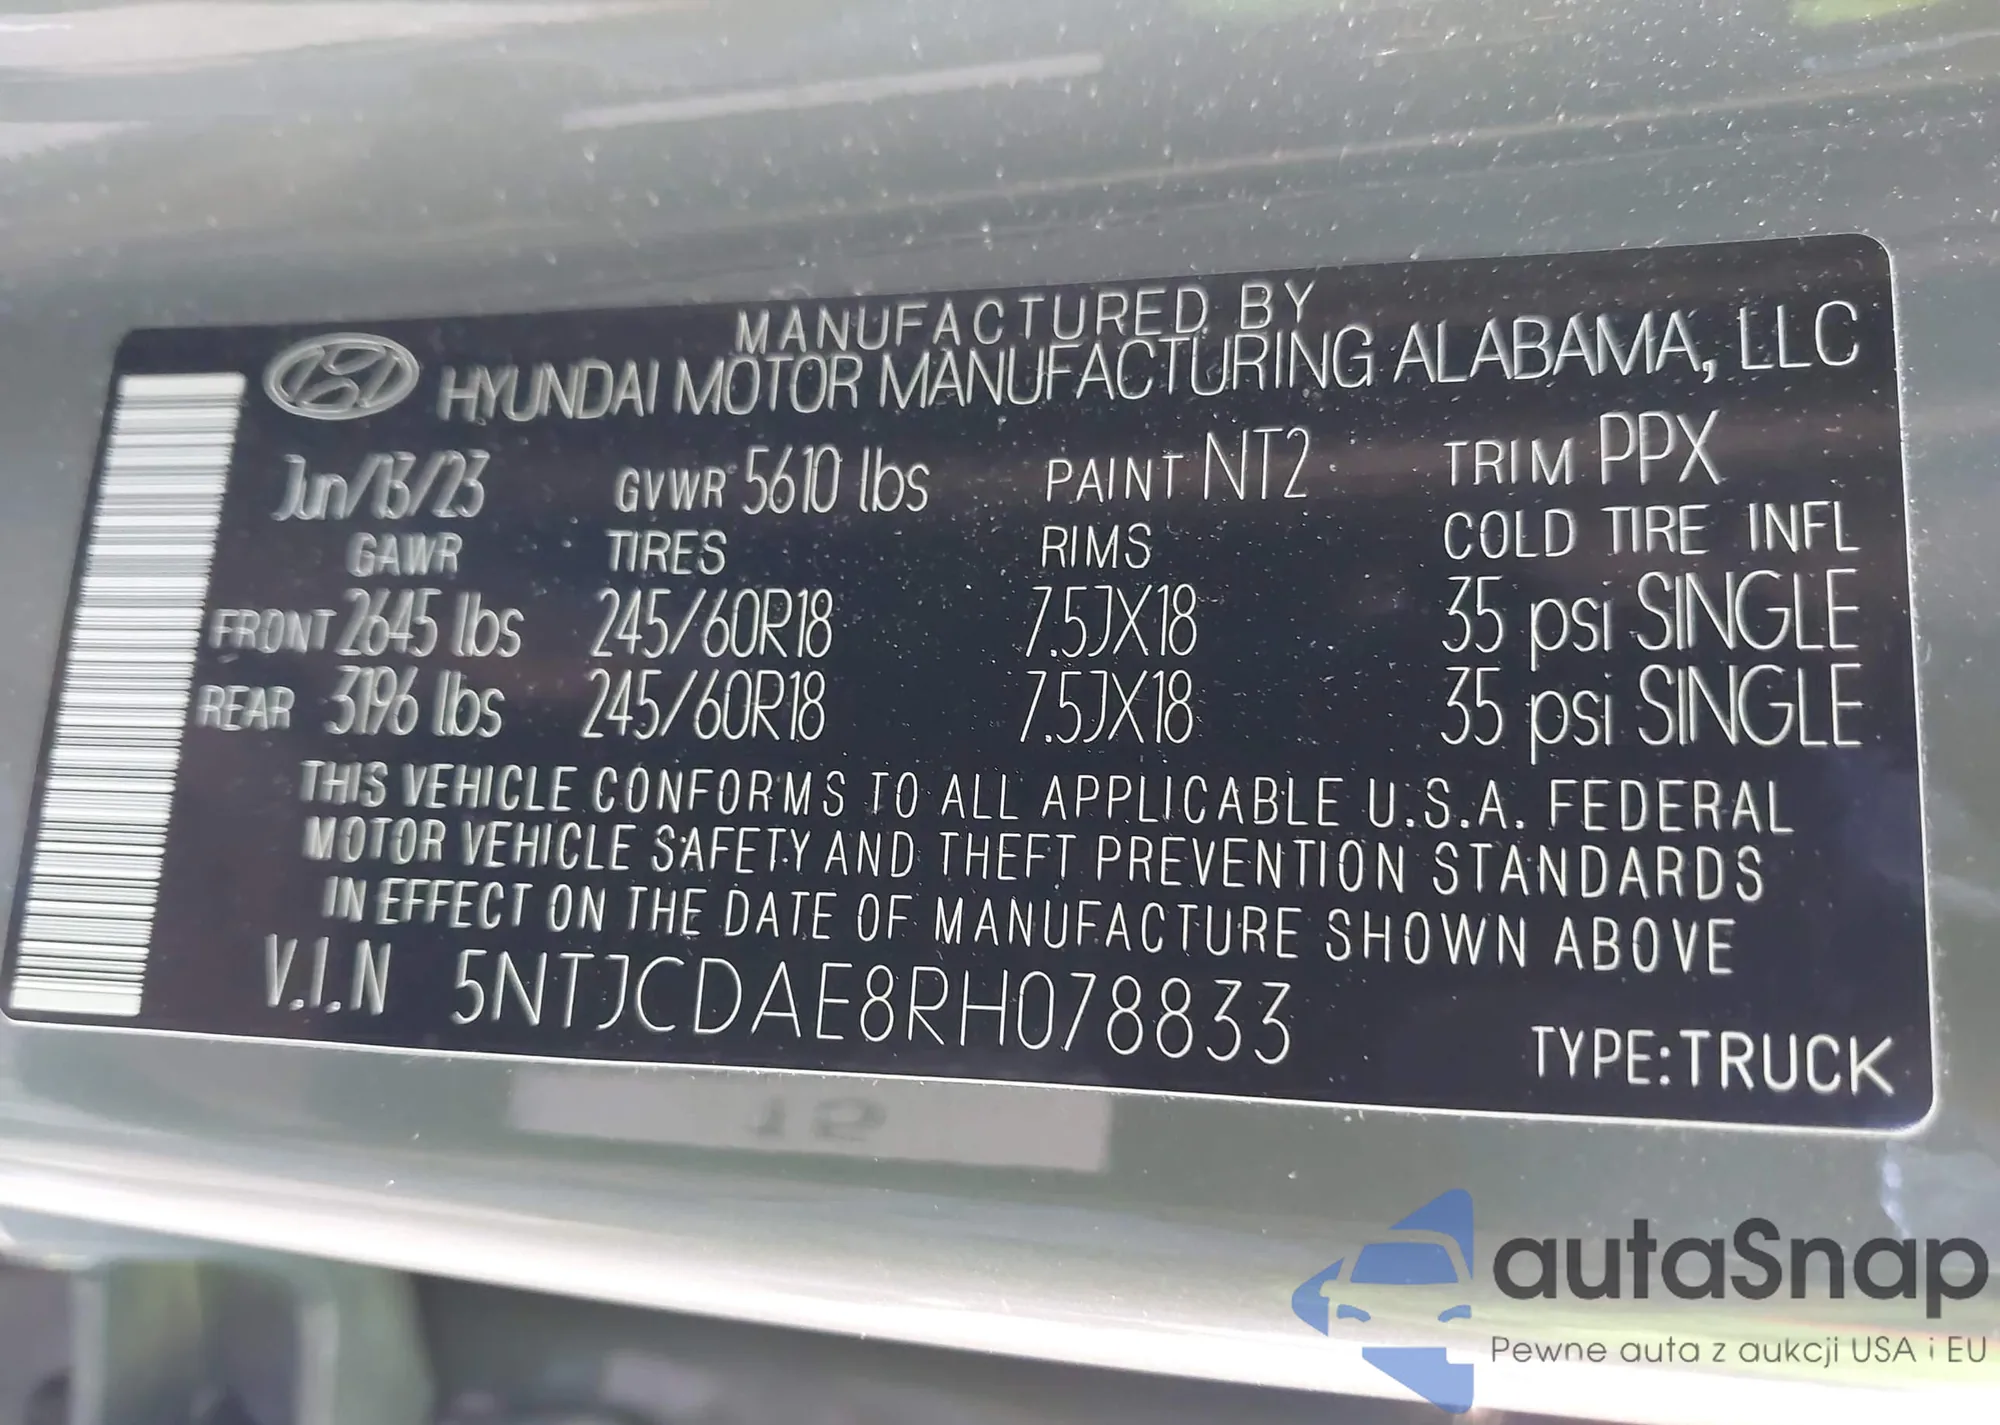 MANUFACTURED BY
HYUNDAI MOTOR MANUFACTURING ALABAMA, LLC
Jun/13/23 GVWR 5610 lbs PAINT NT2 TRIM PPX
GAWR TIRES RIMS COLD TIRE INFL
FRONT 2645 lbs 245/60R18 7.5JX18 35 psi SINGLE
REAR 3196 lbs 245/60R18 7.5JX18 35 psi SINGLE
THIS VEHICLE CONFORMS TO ALL APPLICABLE U.S.A. FEDERAL
MOTOR VEHICLE SAFETY AND THEFT PREVENTION STANDARDS
IN EFFECT ON THE DATE OF MANUFACTURE SHOWN ABOVE
V.I.N 5NTJCDAE8RH078833
TYPE:TRUCK
autaSnap
Pewne auta z aukcji USA i EU